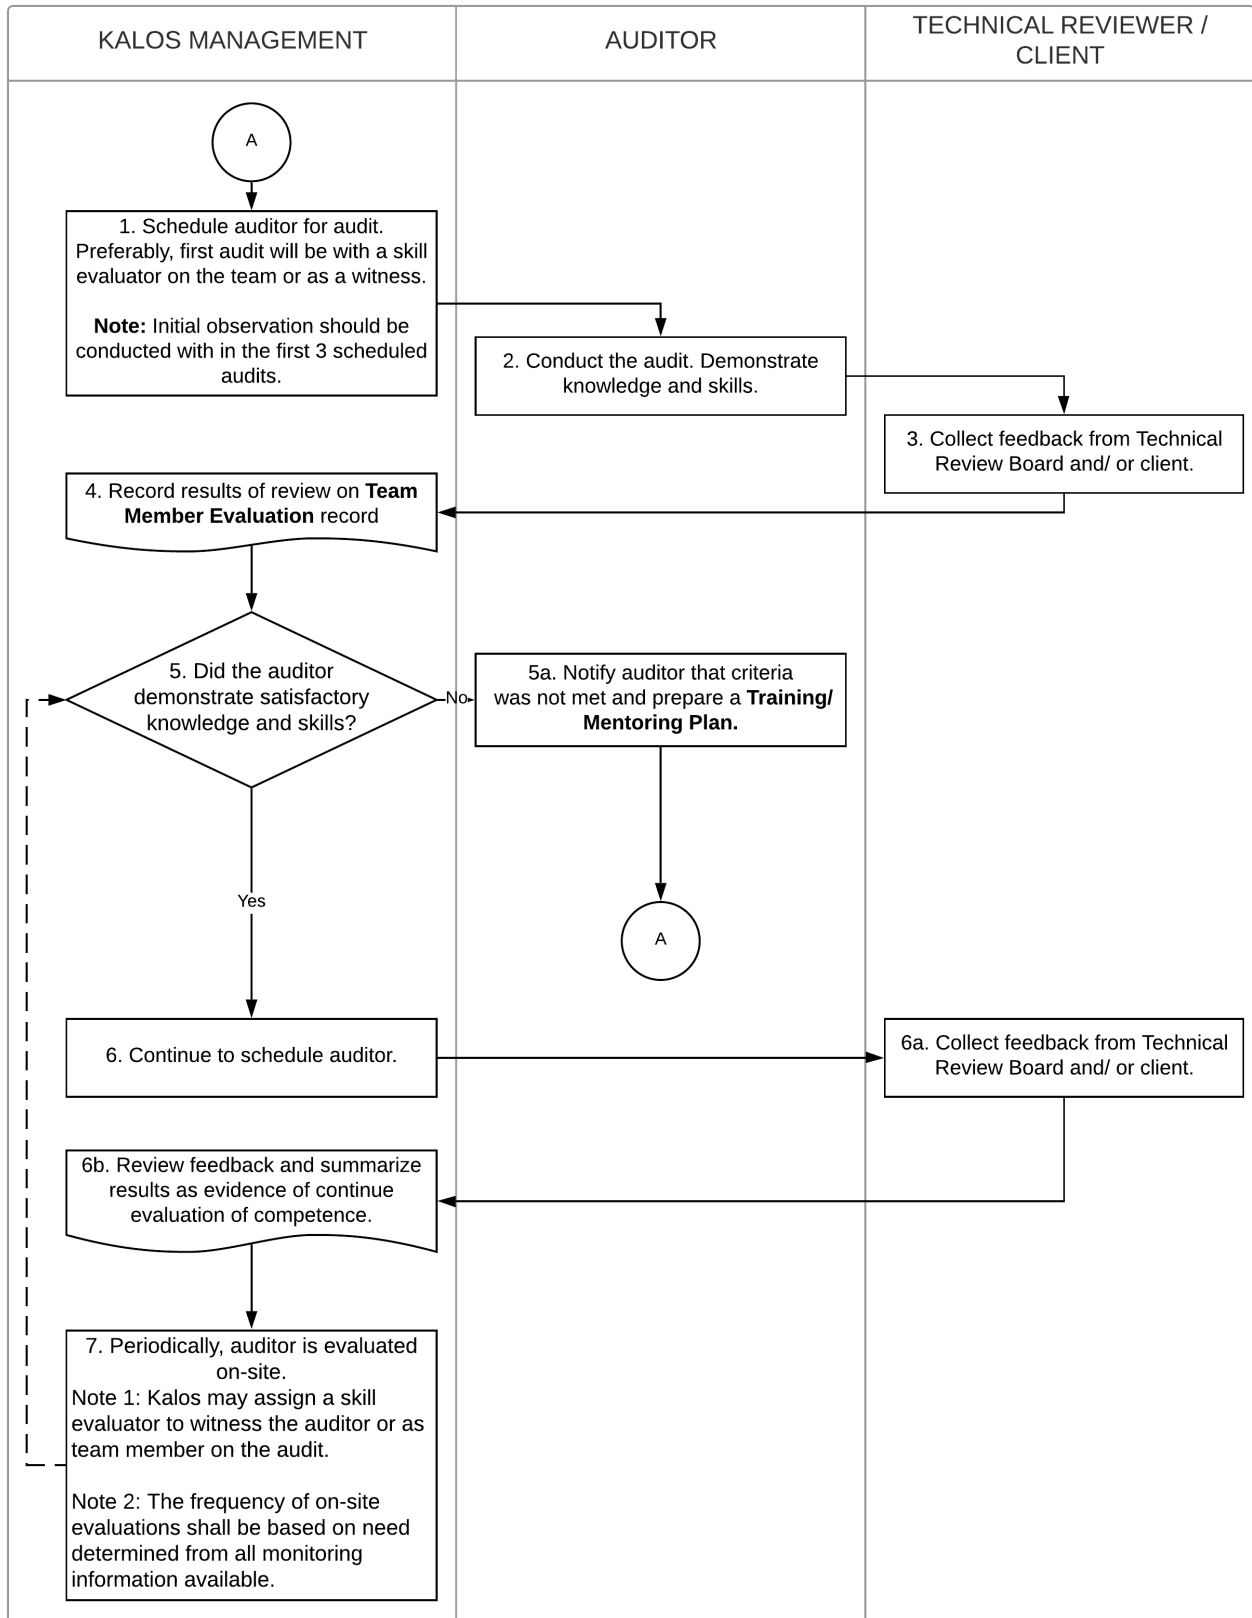 KALOS MANAGEMENT
AUDITOR
TECHNICAL REVIEWER /
CLIENT
A
1. Schedule auditor for audit.
Preferably, first audit will be with a skill
evaluator on the team or as a witness.
Note: Initial observation should be
conducted with in the first 3 scheduled
audits.
2. Conduct the audit. Demonstrate
knowledge and skills.
3. Collect feedback from Technical
Review Board and/ or client.
4. Record results of review on Team
Member Evaluation record
5. Did the auditor
demonstrate satisfactory
knowledge and skills?
No
5a. Notify auditor that criteria
was not met and prepare a Training/
Mentoring Plan.
Yes
A
6. Continue to schedule auditor.
6a. Collect feedback from Technical
Review Board and/ or client.
6b. Review feedback and summarize
results as evidence of continue
evaluation of competence.
7. Periodically, auditor is evaluated
on-site.
Note 1: Kalos may assign a skill
evaluator to witness the auditor or as
team member on the audit.
Note 2: The frequency of on-site
evaluations shall be based on need
determined from all monitoring
information available.